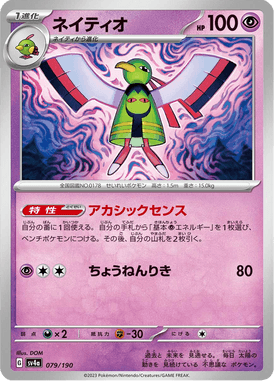 1進化
ネイティオ
HP 100
ネイティから進化
全国図鑑NO.0178 せいれいポケモン 高さ:1.5m 重さ:15.0kg
特性 アカシックセンス
自分の番に1回使える。自分の手札から「基本超エネルギー」を1枚選び、
ベンチポケモンにつける。その後、自分の山札を2枚引く。
ちょうねんりき 80
弱点 ×2 抵抗力 -30 にげる
illus. DOM
G sv4a 079/190
過去と未来を見通せる。毎日太陽の
動きを見続けている不思議なポケモン。
©2023 Pokémon/Nintendo/Creatures/GAME FREAK.